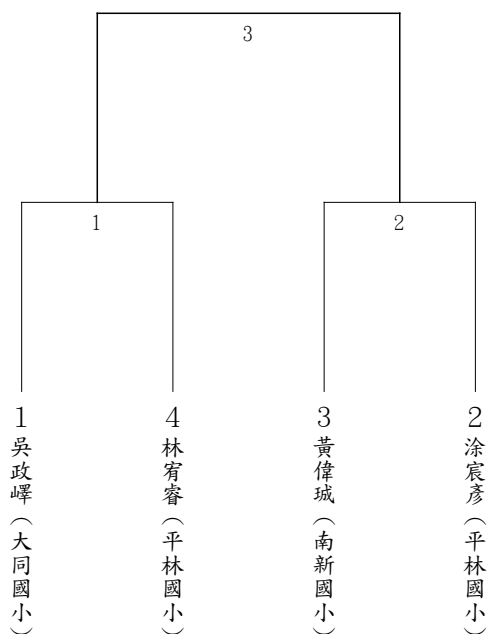 3
1
2
1 吳政嶧（大同國小）
4 林宥睿（平林國小）
3 黃偉珹（南新國小）
2 涂宸彥（平林國小）